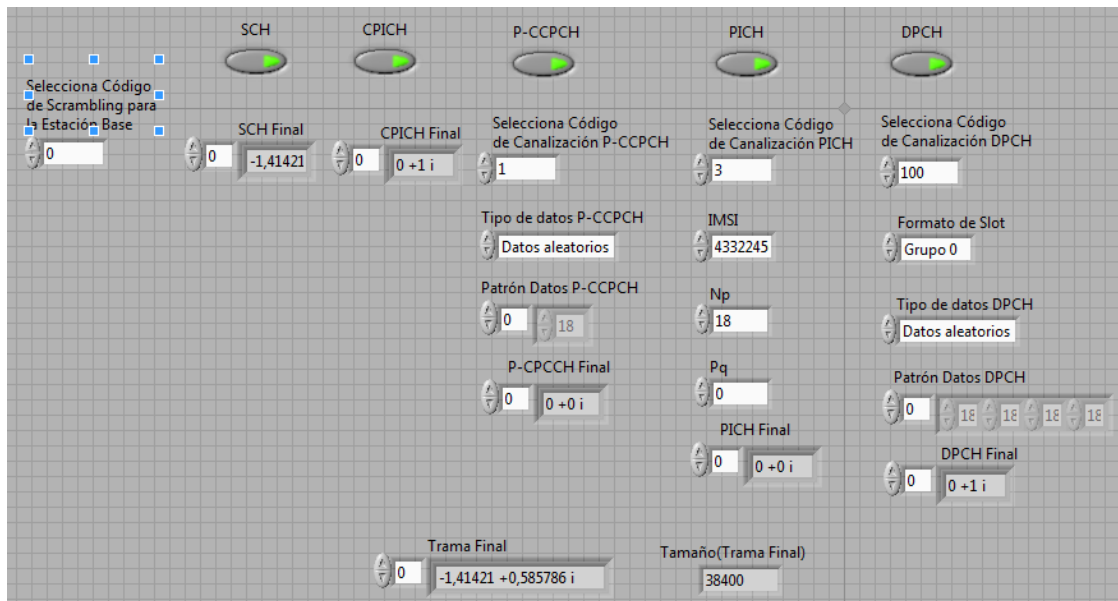 SCH
CPICH
P-CCPCH
PICH
DPCH
Selecciona Código
de Scrambling para
la Estación Base
0
SCH Final
0
-1,41421
CPICH Final
0
0 +1 i
Selecciona Código
de Canalización P-CCPCH
1
Selecciona Código
de Canalización PICH
3
Selecciona Código
de Canalización DPCH
100
Tipo de datos P-CCPCH
Datos aleatorios
IMSI
4332245
Formato de Slot
Grupo 0
Patrón Datos P-CCPCH
0
18
Np
18
Tipo de datos DPCH
Datos aleatorios
P-CPCCH Final
0
0 +0 i
Pq
0
Patrón Datos DPCH
0
18
18
18
18
PICH Final
0
0 +0 i
DPCH Final
0
0 +1 i
Trama Final
0
-1,41421 +0,585786 i
Tamaño(Trama Final)
38400